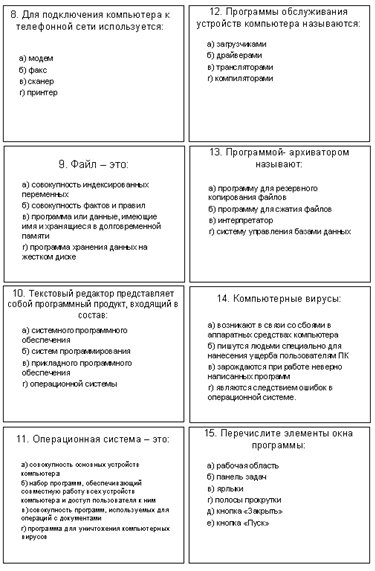 8. Для подключения компьютера к
телефонной сети используется:
а) модем
б) факс
в) сканер
г) принтер
9. Файл – это:
а) совокупность индексированных
переменных
б) совокупность фактов и правил
в) программа или данные, имеющие
имя и хранящиеся в долговременной
памяти
г) программа хранения данных на
жестком диске
10. Текстовый редактор представляет
собой программный продукт, входящий в
состав:
а) системного программного
обеспечения
б) систем программирования
в) прикладного программного
обеспечения
г) операционной системы
11. Операционная система – это:
а) совокупность основных устройств
компьютера
б) набор программ, обеспечивающий
совместную работу всех устройств
компьютера и доступ пользователя к ним
в) совокупность программ, используемых для
операций с документами
г) программа для уничтожения компьютерных
вирусов
12. Программы обслуживания
устройств компьютера называются:
а) загрузчиками
б) драйверами
в) трансляторами
г) компиляторами
13. Программой- архиватором
называют:
а) программу для резервного
копирования файлов
б) программу для сжатия файлов
в) интерпретатор
г) систему управления базами данных
14. Компьютерные вирусы:
а) возникают в связи со сбоями в
аппаратных средствах компьютера
б) пишутся людьми специально для
нанесения ущерба пользователям ПК
в) зарождаются при работе неверно
написанных программ
г) являются следствием ошибок в
операционной системе.
15. Перечислите элементы окна
программы:
а) рабочая область
б) панель задач
в) ярлыки
г) полосы прокрутки
д) кнопка «Закрыть»
е) кнопка «Пуск»